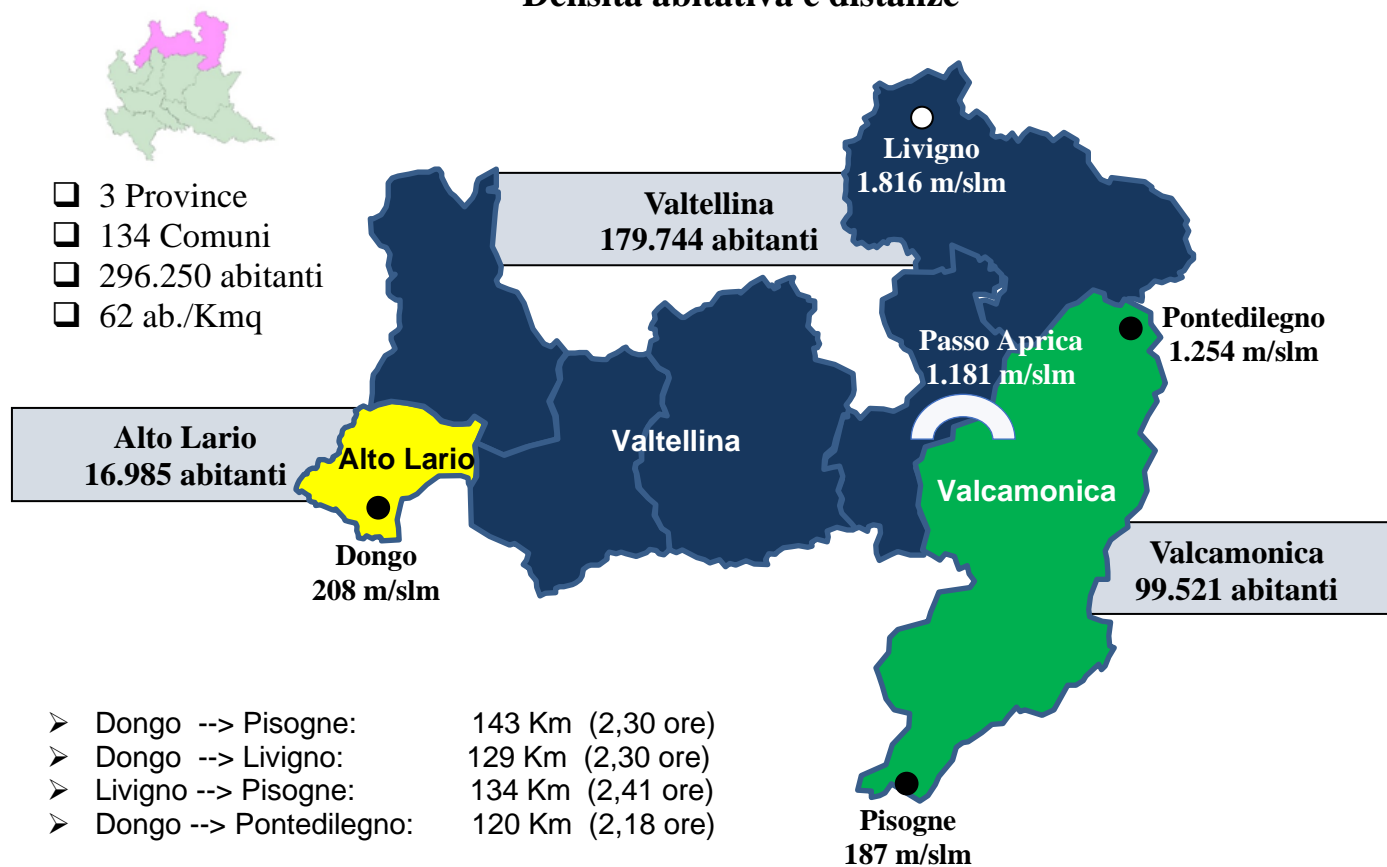 Densità abitativa e distanze
3 Province
134 Comuni
296.250 abitanti
62 ab./Kmq
Livigno
1.816 m/slm
Valtellina
179.744 abitanti
Pontedilegno
1.254 m/slm
Passo Aprica
1.181 m/slm
Alto Lario
16.985 abitanti
Alto Lario
Valtellina
Valcamonica
Dongo
208 m/slm
Valcamonica
99.521 abitanti
Dongo --> Pisogne: 143 Km (2,30 ore)
Dongo --> Livigno: 129 Km (2,30 ore)
Livigno --> Pisogne: 134 Km (2,41 ore)
Dongo --> Pontedilegno: 120 Km (2,18 ore)
Pisogne
187 m/slm